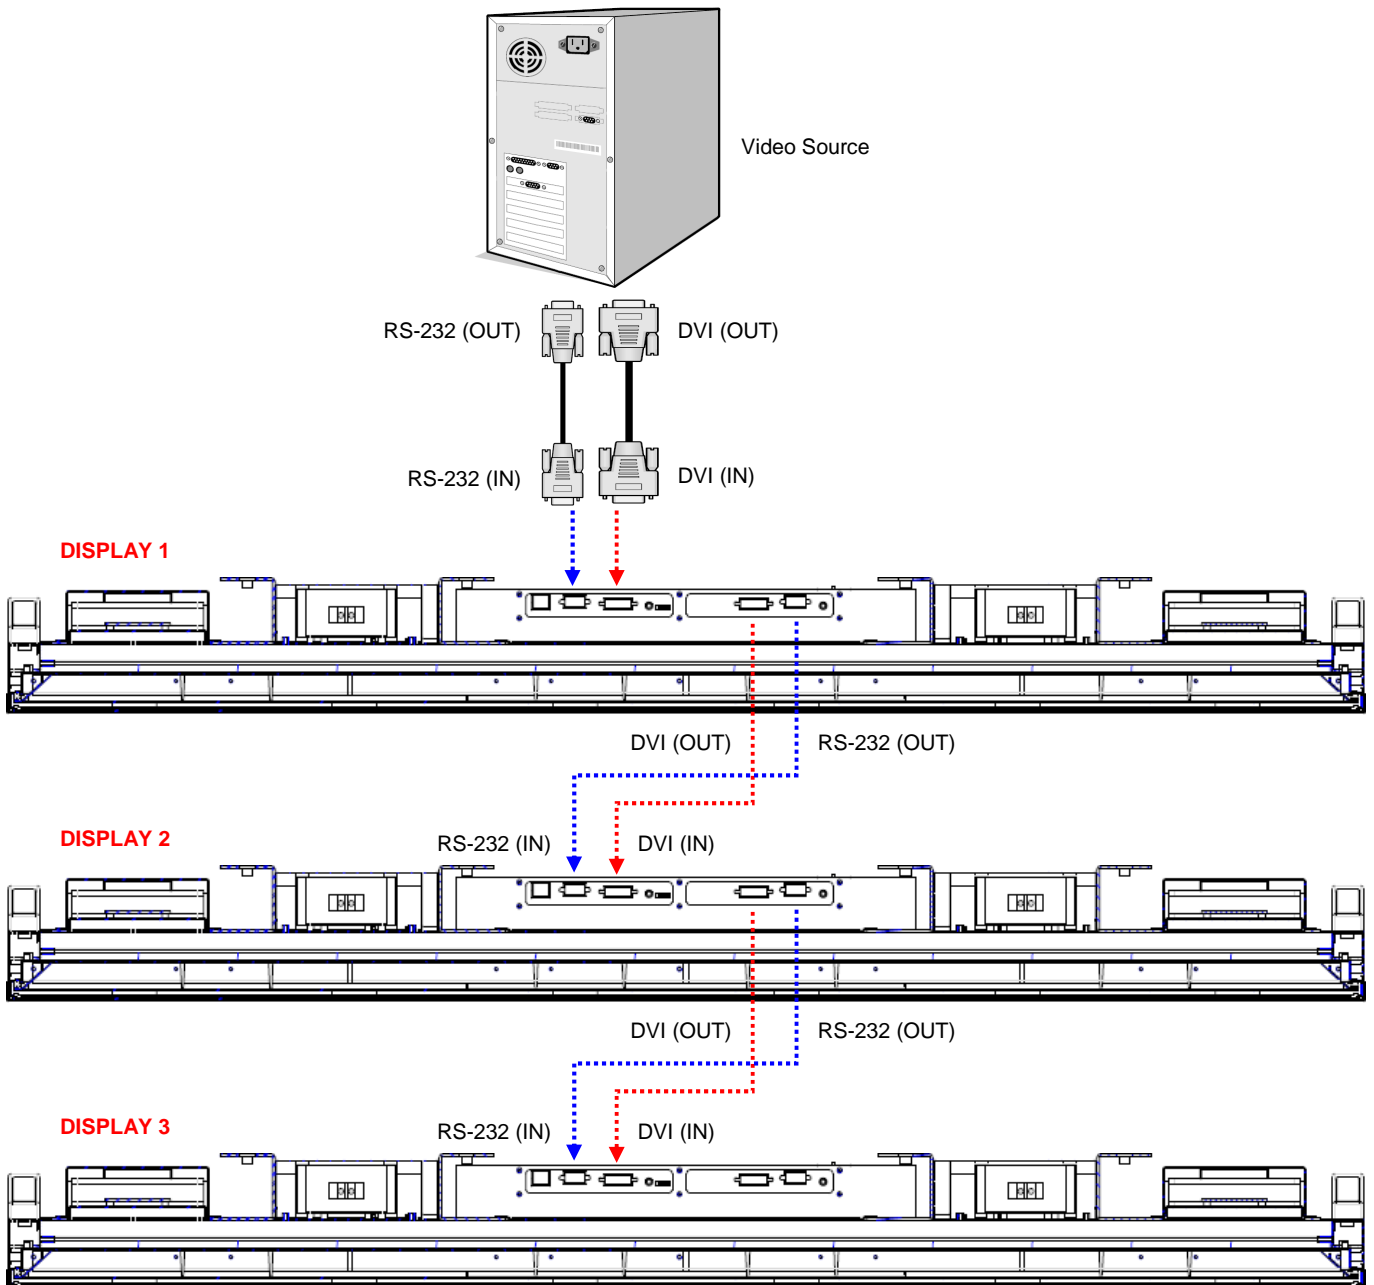 Video Source
RS-232 (OUT)
DVI (OUT)
RS-232 (IN)
DVI (IN)
DISPLAY 1
DVI (OUT)
RS-232 (OUT)
DISPLAY 2
RS-232 (IN)
DVI (IN)
DVI (OUT)
RS-232 (OUT)
DISPLAY 3
RS-232 (IN)
DVI (IN)